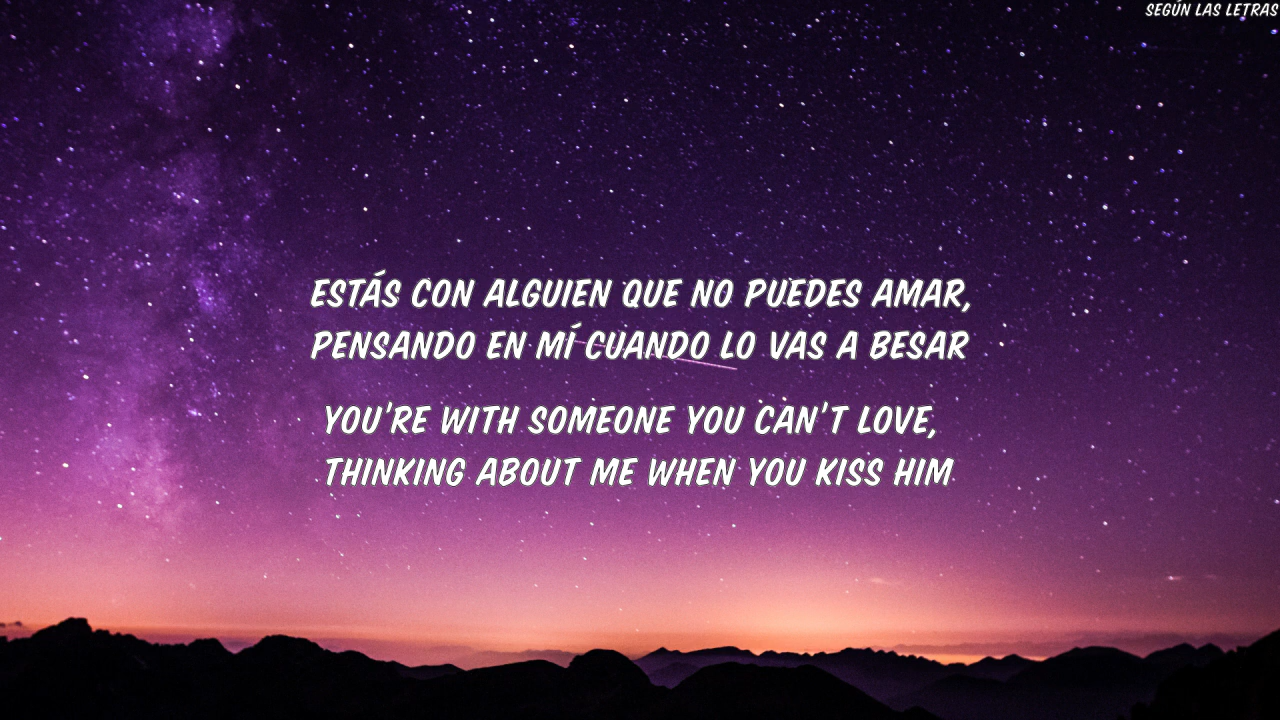 SEGÚN LAS LETRAS
ESTÁS CON ALGUIEN QUE NO PUEDES AMAR,
PENSANDO EN MÍ CUANDO LO VAS A BESAR
YOU'RE WITH SOMEONE YOU CAN'T LOVE,
THINKING ABOUT ME WHEN YOU KISS HIM